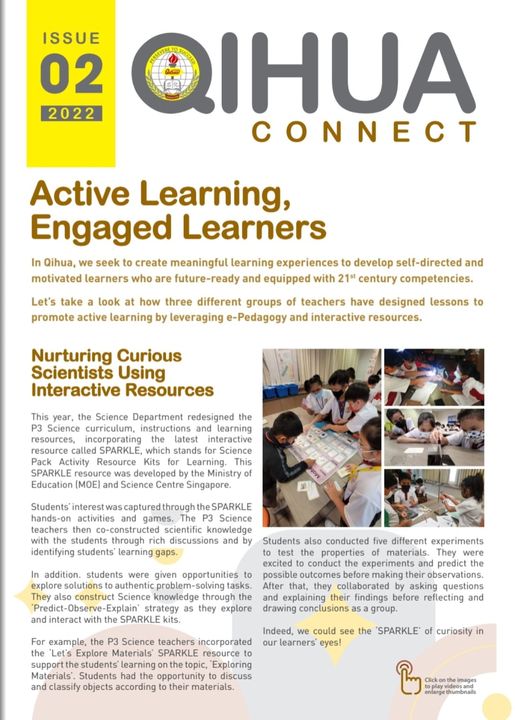 ISSUE
02
2022
QIHUA
CONNECT
Active Learning,
Engaged Learners
In Qihua, we seek to create meaningful learning experiences to develop self-directed and
motivated learners who are future-ready and equipped with 21st century competencies.
Let's take a look at how three different groups of teachers have designed lessons to
promote active learning by leveraging e-Pedagogy and interactive resources.
Nurturing Curious
Scientists Using
Interactive Resources
This year, the Science Department redesigned the
P3 Science curriculum, instructions and learning
resources, incorporating the latest interactive
resource called SPARKLE, which stands for Science
Pack Activity Resource Kits for Learning. This
SPARKLE resource was developed by the Ministry of
Education (MOE) and Science Centre Singapore.
Students' interest was captured through the SPARKLE
hands-on activities and games. The P3 Science
teachers then co-constructed scientific knowledge
with the students through rich discussions and by
identifying students' learning gaps.
In addition. students were given opportunities to
explore solutions to authentic problem-solving tasks.
They also construct Science knowledge through the
'Predict-Observe-Explain' strategy as they explore
and interact with the SPARKLE kits.
For example, the P3 Science teachers incorporated
the 'Let's Explore Materials' SPARKLE resource to
support the students' learning on the topic, 'Exploring
Materials'. Students had the opportunity to discuss
and classify objects according to their materials.
Students also conducted five different experiments
to test the properties of materials. They were
excited to conduct the experiments and predict the
possible outcomes before making their observations.
After that, they collaborated by asking questions
and explaining their findings before reflecting and
drawing conclusions as a group.
Indeed, we could see the 'SPARKLE' of curiosity in
our learners' eyes!
Click on the images
to play videos and
enlarge thumbnails